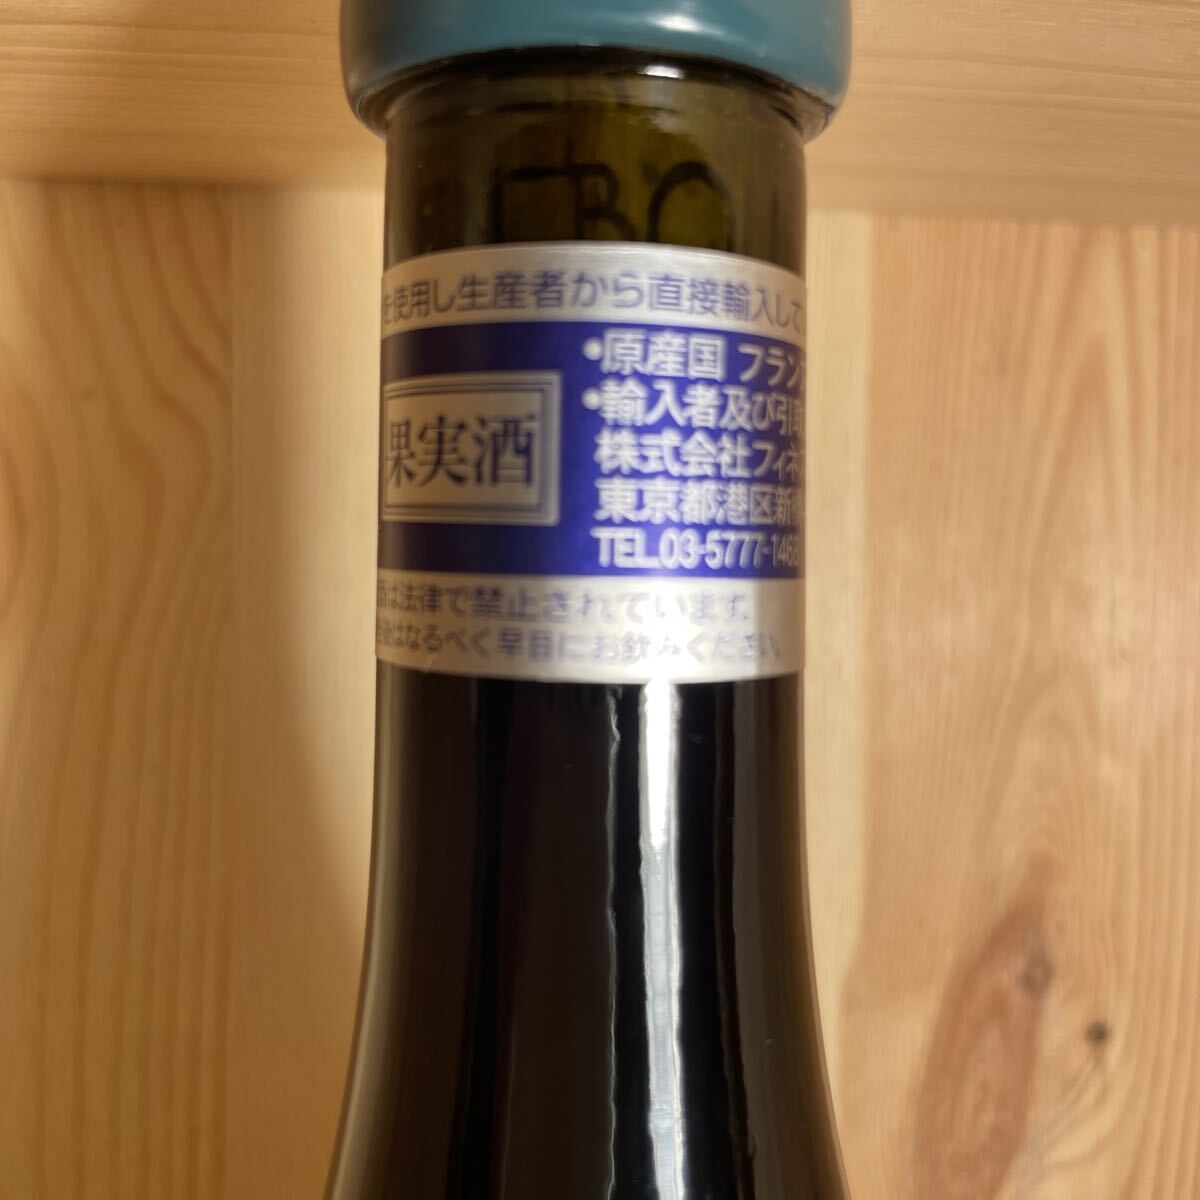 を使用し生産者から直接輸入して
果実酒
•原産国 フラン
•輸入者及び引
株式会社フィネ
東京都港区新橋
TEL.03-5777-1468
は法律で禁止されています。
後はなるべく早目にお飲みください。